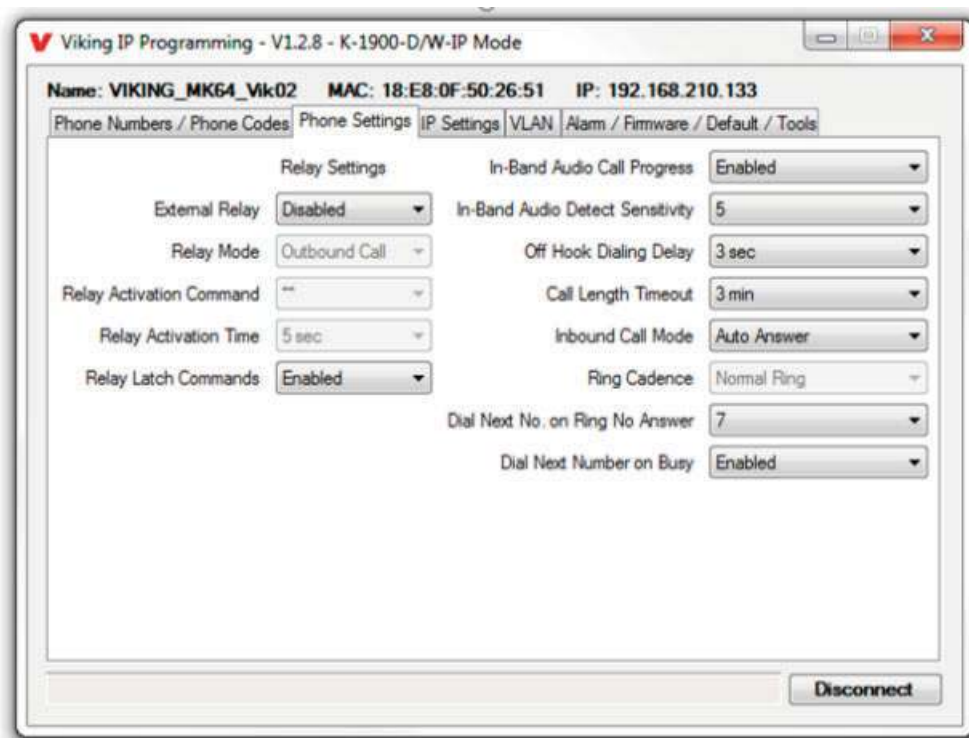 Viking IP Programming - V1.2.8 - K-1900-D/W-IP Mode
Name: VIKING_MK64_Vik02 MAC: 18:E8:0F:50:26:51 IP: 192.168.210.133
Phone Numbers / Phone Codes Phone Settings IP Settings VLAN Alarm / Firmware / Default / Tools
Relay Settings In-Band Audio Call Progress Enabled
External Relay Disabled In-Band Audio Detect Sensitivity 5
Relay Mode Outbound Call Off Hook Dialing Delay 3 sec
Relay Activation Command ** Call Length Timeout 3 min
Relay Activation Time 5 sec Inbound Call Mode Auto Answer
Relay Latch Commands Enabled Ring Cadence Normal Ring
Dial Next No. on Ring No Answer 7
Dial Next Number on Busy Enabled
Disconnect